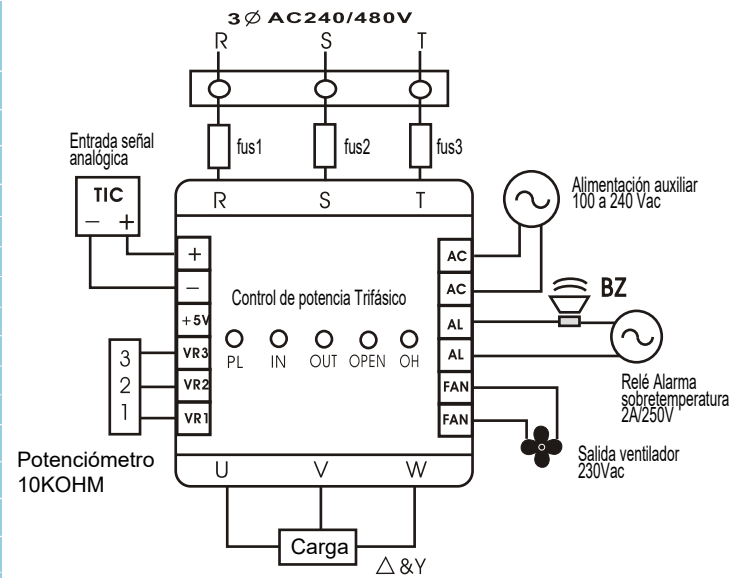 3 ∅ AC240/480V
R S T
fus1 fus2 fus3
Entrada señal
analógica
TIC
− +
R S T
Alimentación auxiliar
100 a 240 Vac
+
−
+5V
VR3
VR2
VR1
3
2
1
Control de potencia Trifásico
PL IN OUT OPEN OH
AC
AC
AL
AL
FAN
FAN
BZ
Relé Alarma
sobretemperatura
2A/250V
Salida ventilador
230Vac
Potenciómetro
10KOHM
U V W
Carga
△&Y